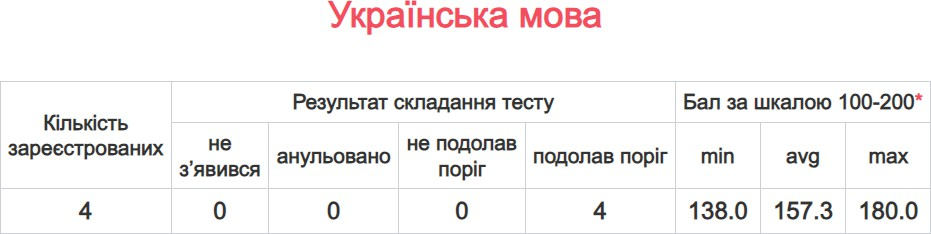 Українська мова
Кількість зареєстрованих
Результат складання тесту
Бал за шкалою 100-200*
не з’явився
анульовано
не подолав поріг
подолав поріг
min
avg
max
4
0
0
0
4
138.0
157.3
180.0